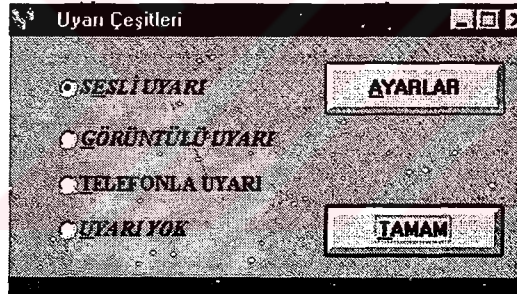 Uyarı Çeşitleri
SESLİ UYARI
AYARLAR
GÖRÜNTÜLÜ UYARI
TELEFONLA UYARI
UYARI YOK
TAMAM